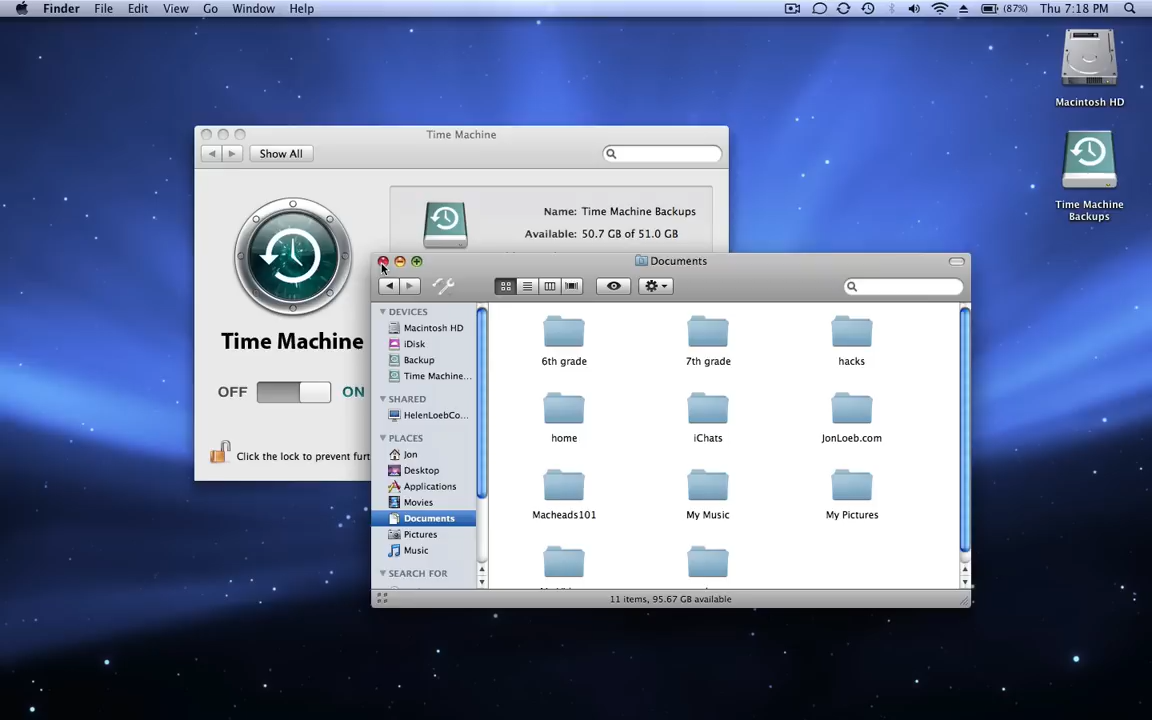 Finder File Edit View Go Window Help (87%) Thu 7:18 PM
Macintosh HD
Time Machine Backups
Time Machine
Show All
Name: Time Machine Backups
Available: 50.7 GB of 51.0 GB
Time Machine
OFF ON
Click the lock to prevent
Documents
DEVICES
Macintosh HD
iDisk
Backup
Time Machine...
SHARED
HelenLoebCo...
PLACES
Jon
Desktop
Applications
Movies
Documents
Pictures
Music
SEARCH FOR
6th grade 7th grade hacks
home iChats JonLoeb.com
Macheads101 My Music My Pictures
11 items, 95.67 GB available